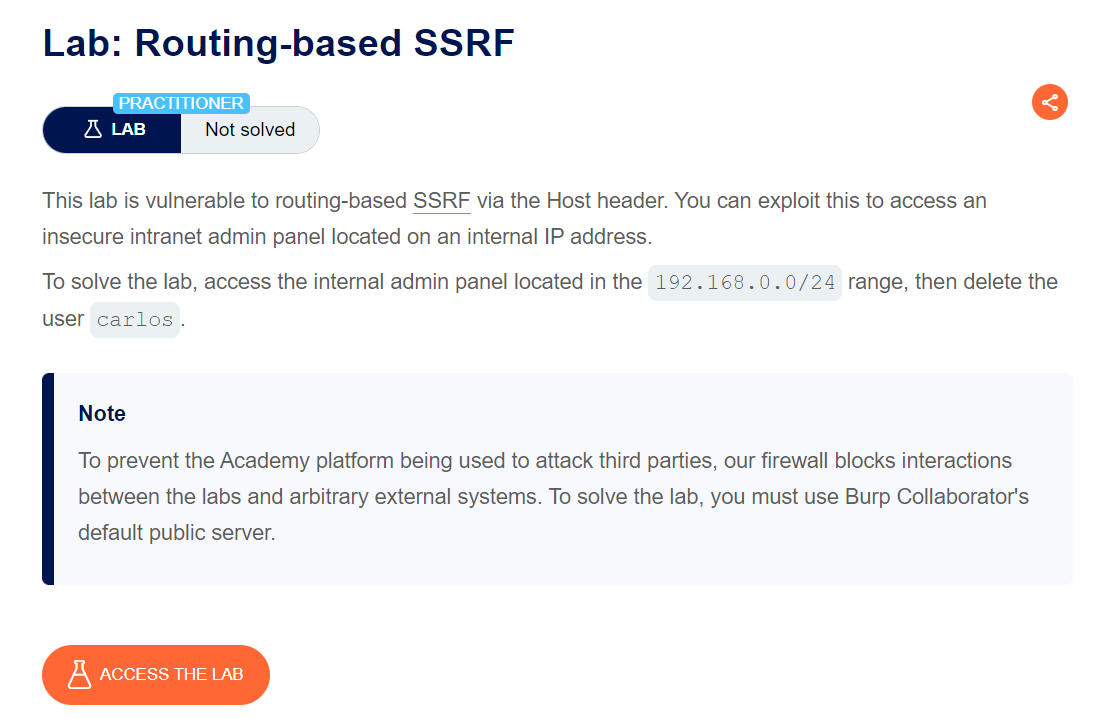 Lab: Routing-based SSRF
PRACTITIONER
LAB Not solved
This lab is vulnerable to routing-based SSRF via the Host header. You can exploit this to access an
insecure intranet admin panel located on an internal IP address.
To solve the lab, access the internal admin panel located in the 192.168.0.0/24 range, then delete the
user carlos.
Note
To prevent the Academy platform being used to attack third parties, our firewall blocks interactions
between the labs and arbitrary external systems. To solve the lab, you must use Burp Collaborator's
default public server.
ACCESS THE LAB